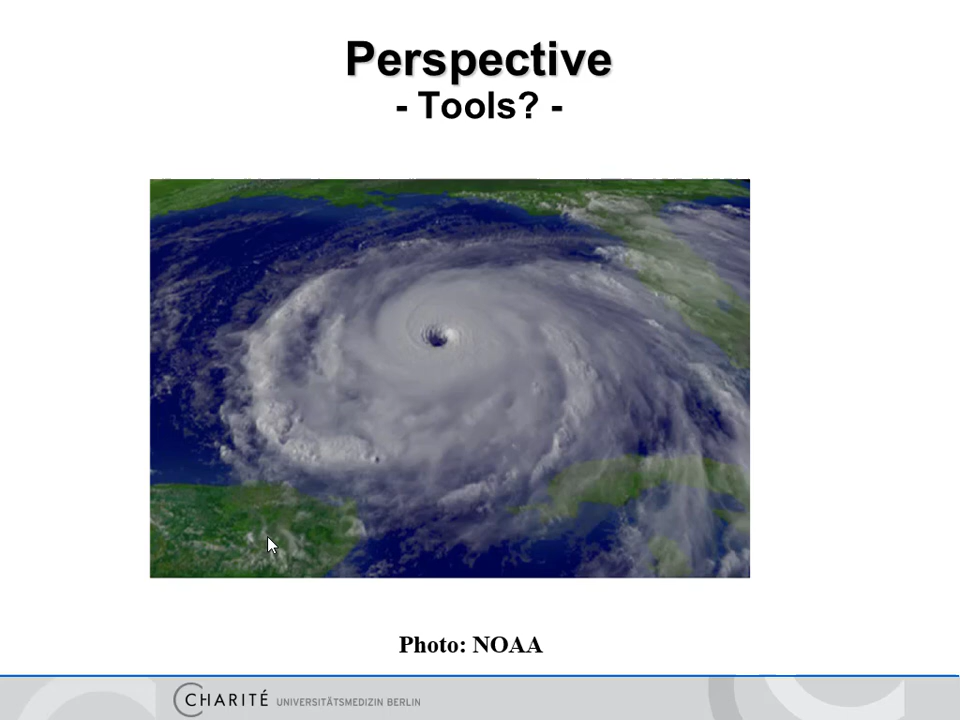 Perspective
- Tools? -
Photo: NOAA
CHARITÉ UNIVERSITÄTSMEDIZIN BERLIN